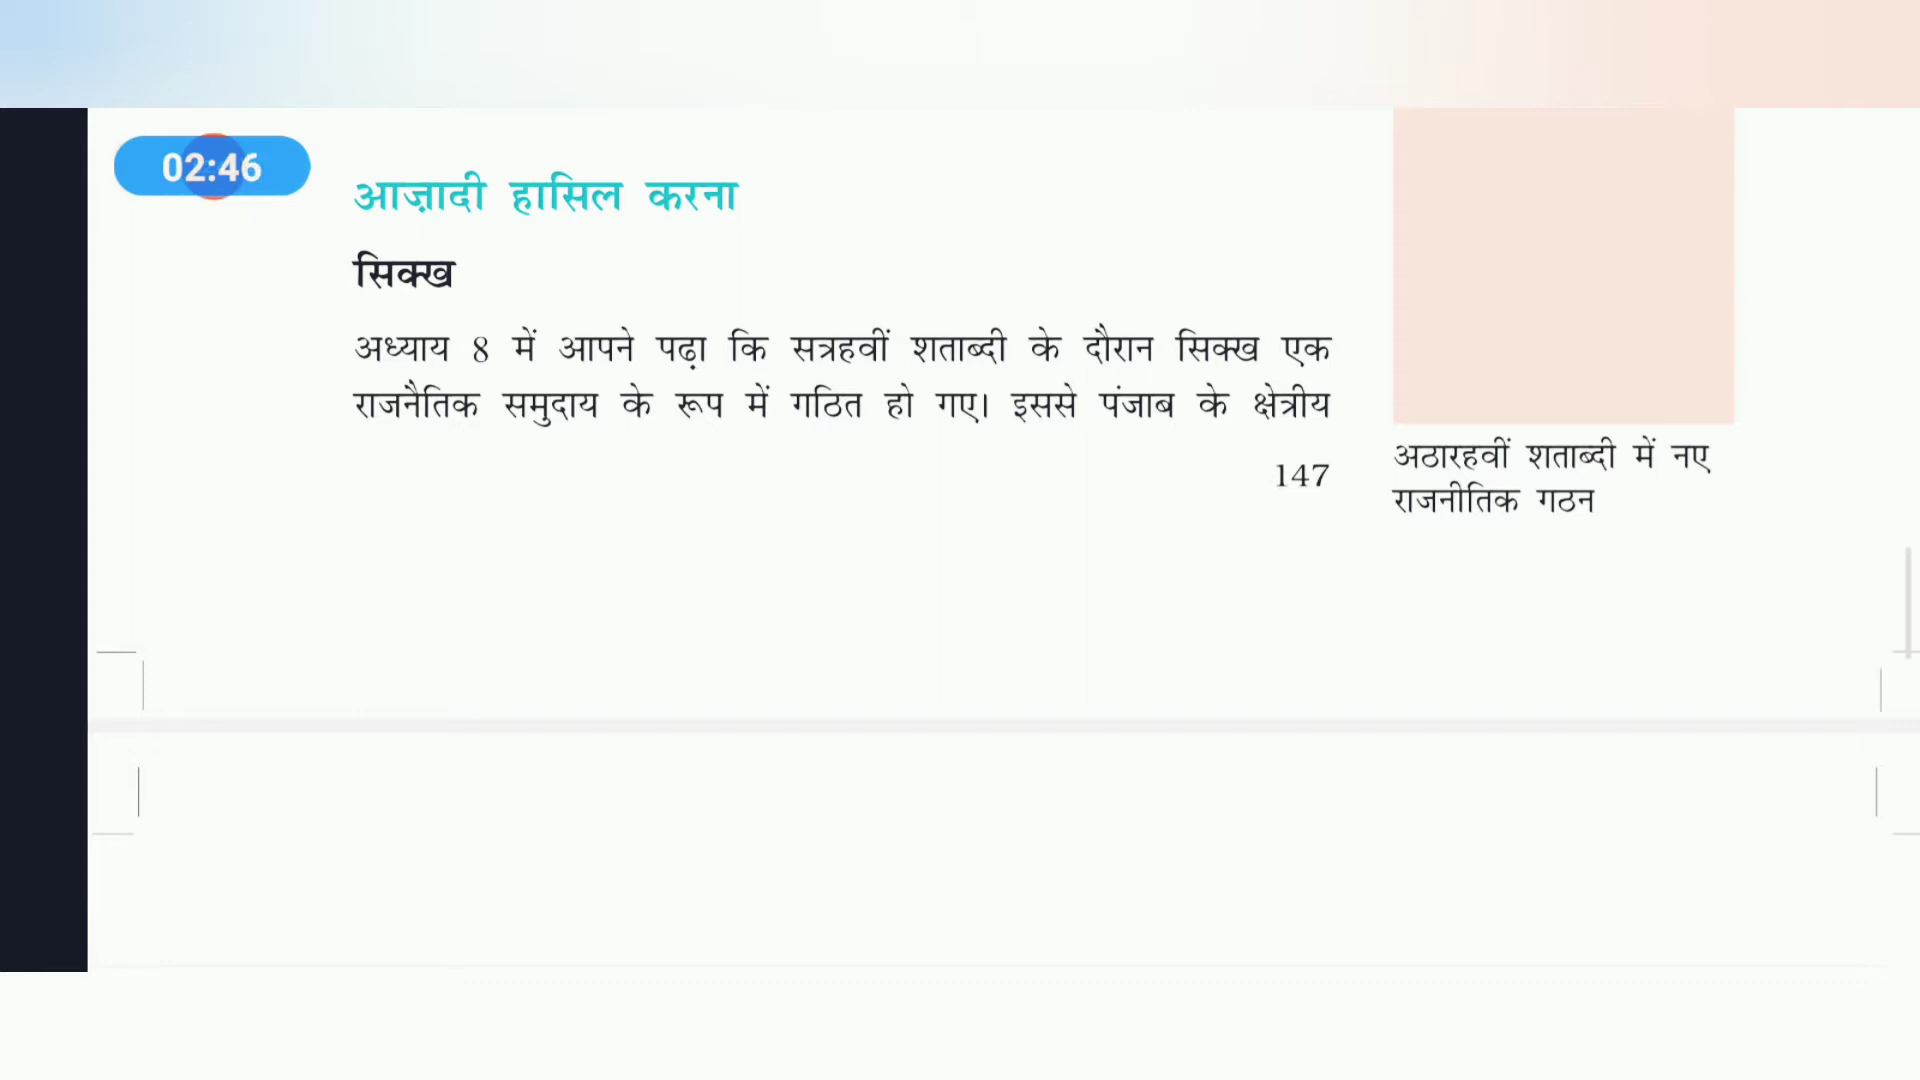 02:46
आज़ादी हासिल करना
सिक्ख
अध्याय 8 में आपने पढ़ा कि सत्रहवीं शताब्दी के दौरान सिक्ख एक
राजनैतिक समुदाय के रूप में गठित हो गए। इससे पंजाब के क्षेत्रीय
147
अठारहवीं शताब्दी में नए
राजनीतिक गठन